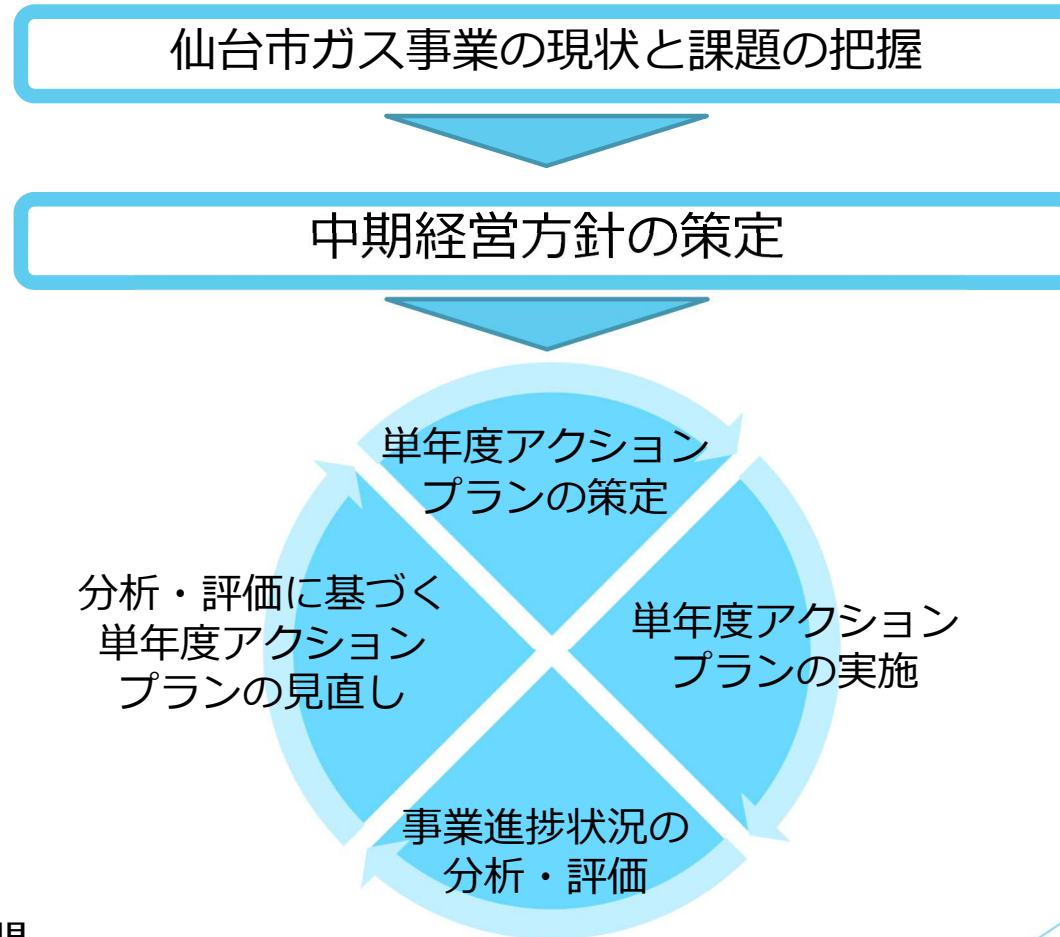 仙台市ガス事業の現状と課題の把握
中期経営方針の策定
単年度アクション
プランの策定
単年度アクション
プランの実施
事業進捗状況の
分析・評価
分析・評価に基づく
単年度アクション
プランの見直し